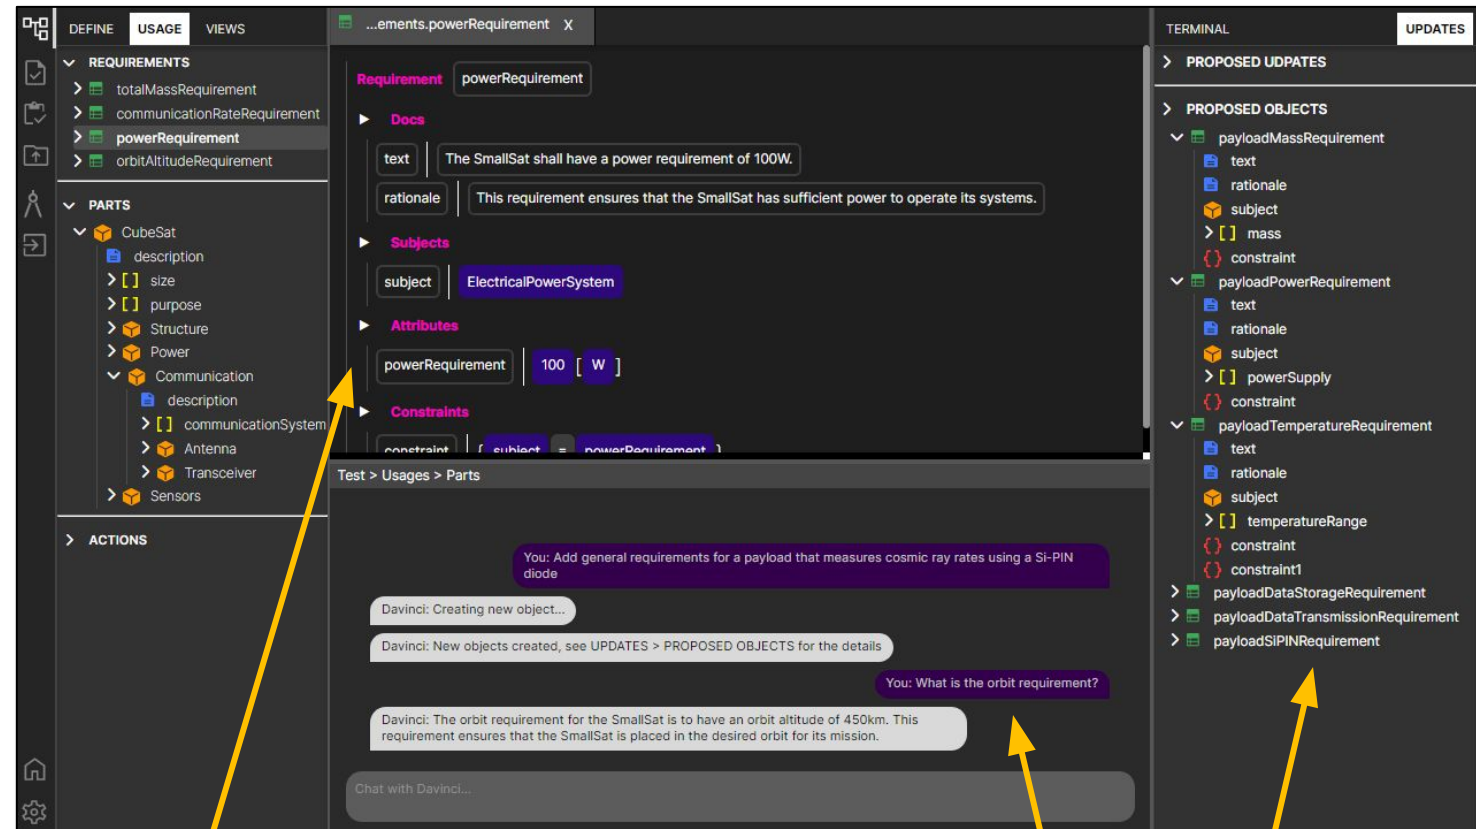 DEFINE USAGE VIEWS
REQUIREMENTS
totalMassRequirement
communicationRateRequirement
powerRequirement
orbitAltitudeRequirement
PARTS
CubeSat
description
[ ] size
[ ] purpose
Structure
Power
Communication
description
[ ] communicationSystem
Antenna
Transceiver
Sensors
ACTIONS
...ements.powerRequirement X
Requirement powerRequirement
Docs
text The SmallSat shall have a power requirement of 100W.
rationale This requirement ensures that the SmallSat has sufficient power to operate its systems.
Subjects
subject ElectricalPowerSystem
Attributes
powerRequirement 100 [ W ]
Constraints
constraint { subject = powerRequirement }
Test > Usages > Parts
You: Add general requirements for a payload that measures cosmic ray rates using a Si-PIN
diode
Davinci: Creating new object...
Davinci: New objects created, see UPDATES > PROPOSED OBJECTS for the details
You: What is the orbit requirement?
Davinci: The orbit requirement for the SmallSat is to have an orbit altitude of 450km. This
requirement ensures that the SmallSat is placed in the desired orbit for its mission.
Chat with Davinci...
TERMINAL UPDATES
PROPOSED UDPATES
PROPOSED OBJECTS
payloadMassRequirement
text
rationale
subject
[ ] mass
{ } constraint
payloadPowerRequirement
text
rationale
subject
[ ] powerSupply
{ } constraint
payloadTemperatureRequirement
text
rationale
subject
[ ] temperatureRange
{ } constraint
{ } constraint1
payloadDataStorageRequirement
payloadDataTransmissionRequirement
payloadSiPINRequirement